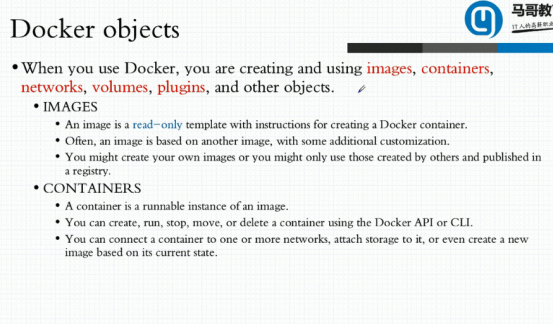 马哥教
IT人的高薪职业
Docker objects
• When you use Docker, you are creating and using images, containers,
networks, volumes, plugins, and other objects.
• IMAGES
• An image is a read-only template with instructions for creating a Docker container.
• Often, an image is based on another image, with some additional customization.
• You might create your own images or you might only use those created by others and published in
a registry.
• CONTAINERS
• A container is a runnable instance of an image.
• You can create, run, stop, move, or delete a container using the Docker API or CLI.
• You can connect a container to one or more networks, attach storage to it, or even create a new
image based on its current state.